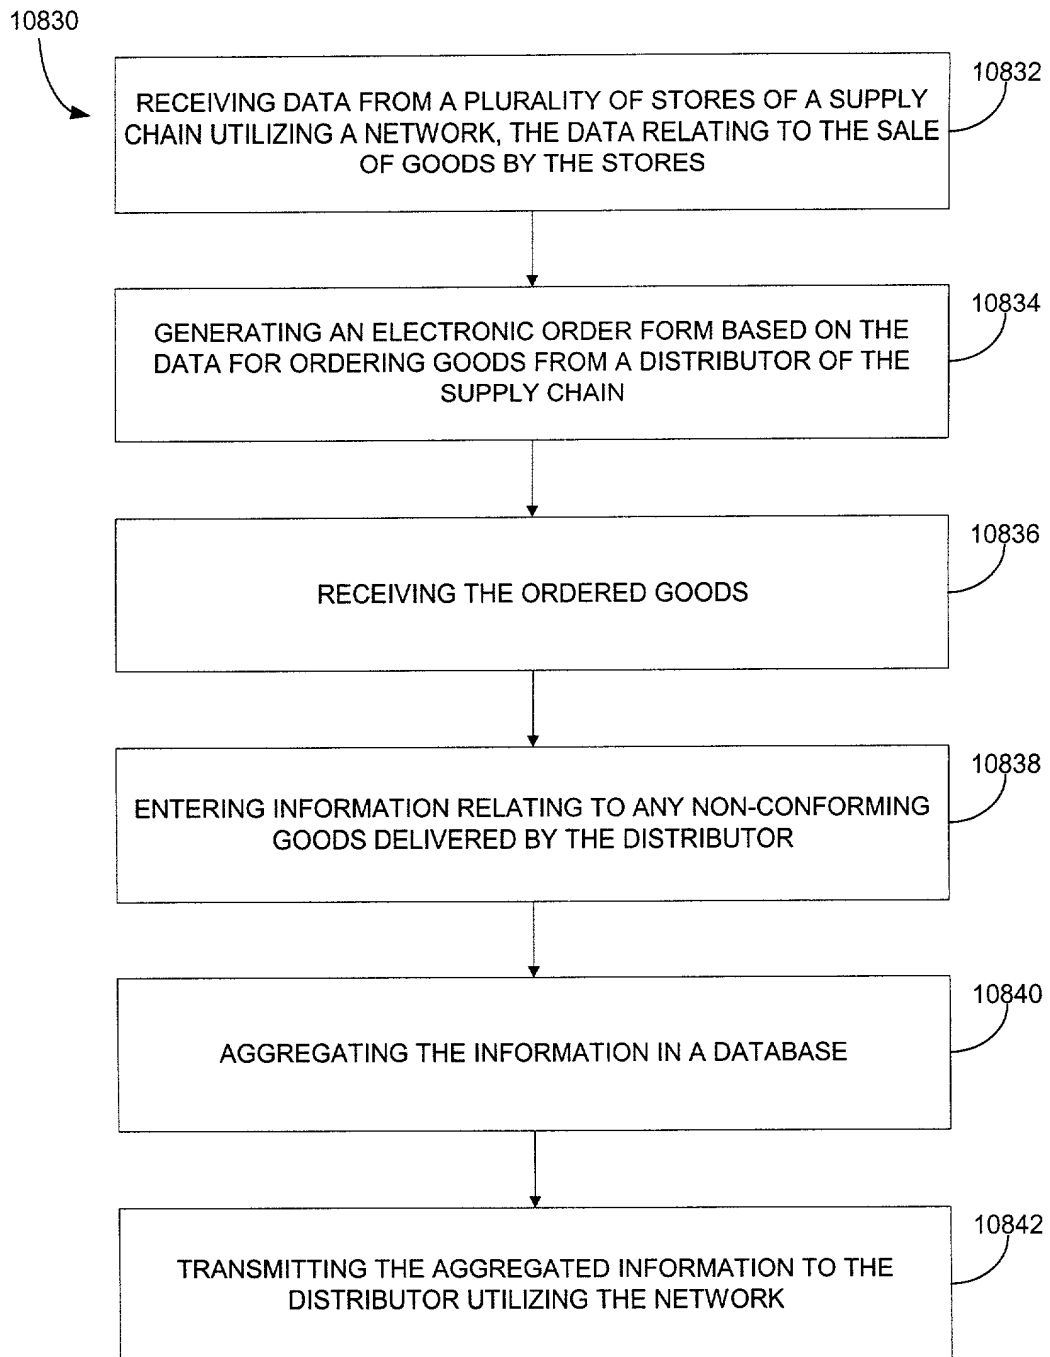 10830
10832
RECEIVING DATA FROM A PLURALITY OF STORES OF A SUPPLY
CHAIN UTILIZING A NETWORK, THE DATA RELATING TO THE SALE
OF GOODS BY THE STORES
10834
GENERATING AN ELECTRONIC ORDER FORM BASED ON THE
DATA FOR ORDERING GOODS FROM A DISTRIBUTOR OF THE
SUPPLY CHAIN
10836
RECEIVING THE ORDERED GOODS
10838
ENTERING INFORMATION RELATING TO ANY NON-CONFORMING
GOODS DELIVERED BY THE DISTRIBUTOR
10840
AGGREGATING THE INFORMATION IN A DATABASE
10842
TRANSMITTING THE AGGREGATED INFORMATION TO THE
DISTRIBUTOR UTILIZING THE NETWORK